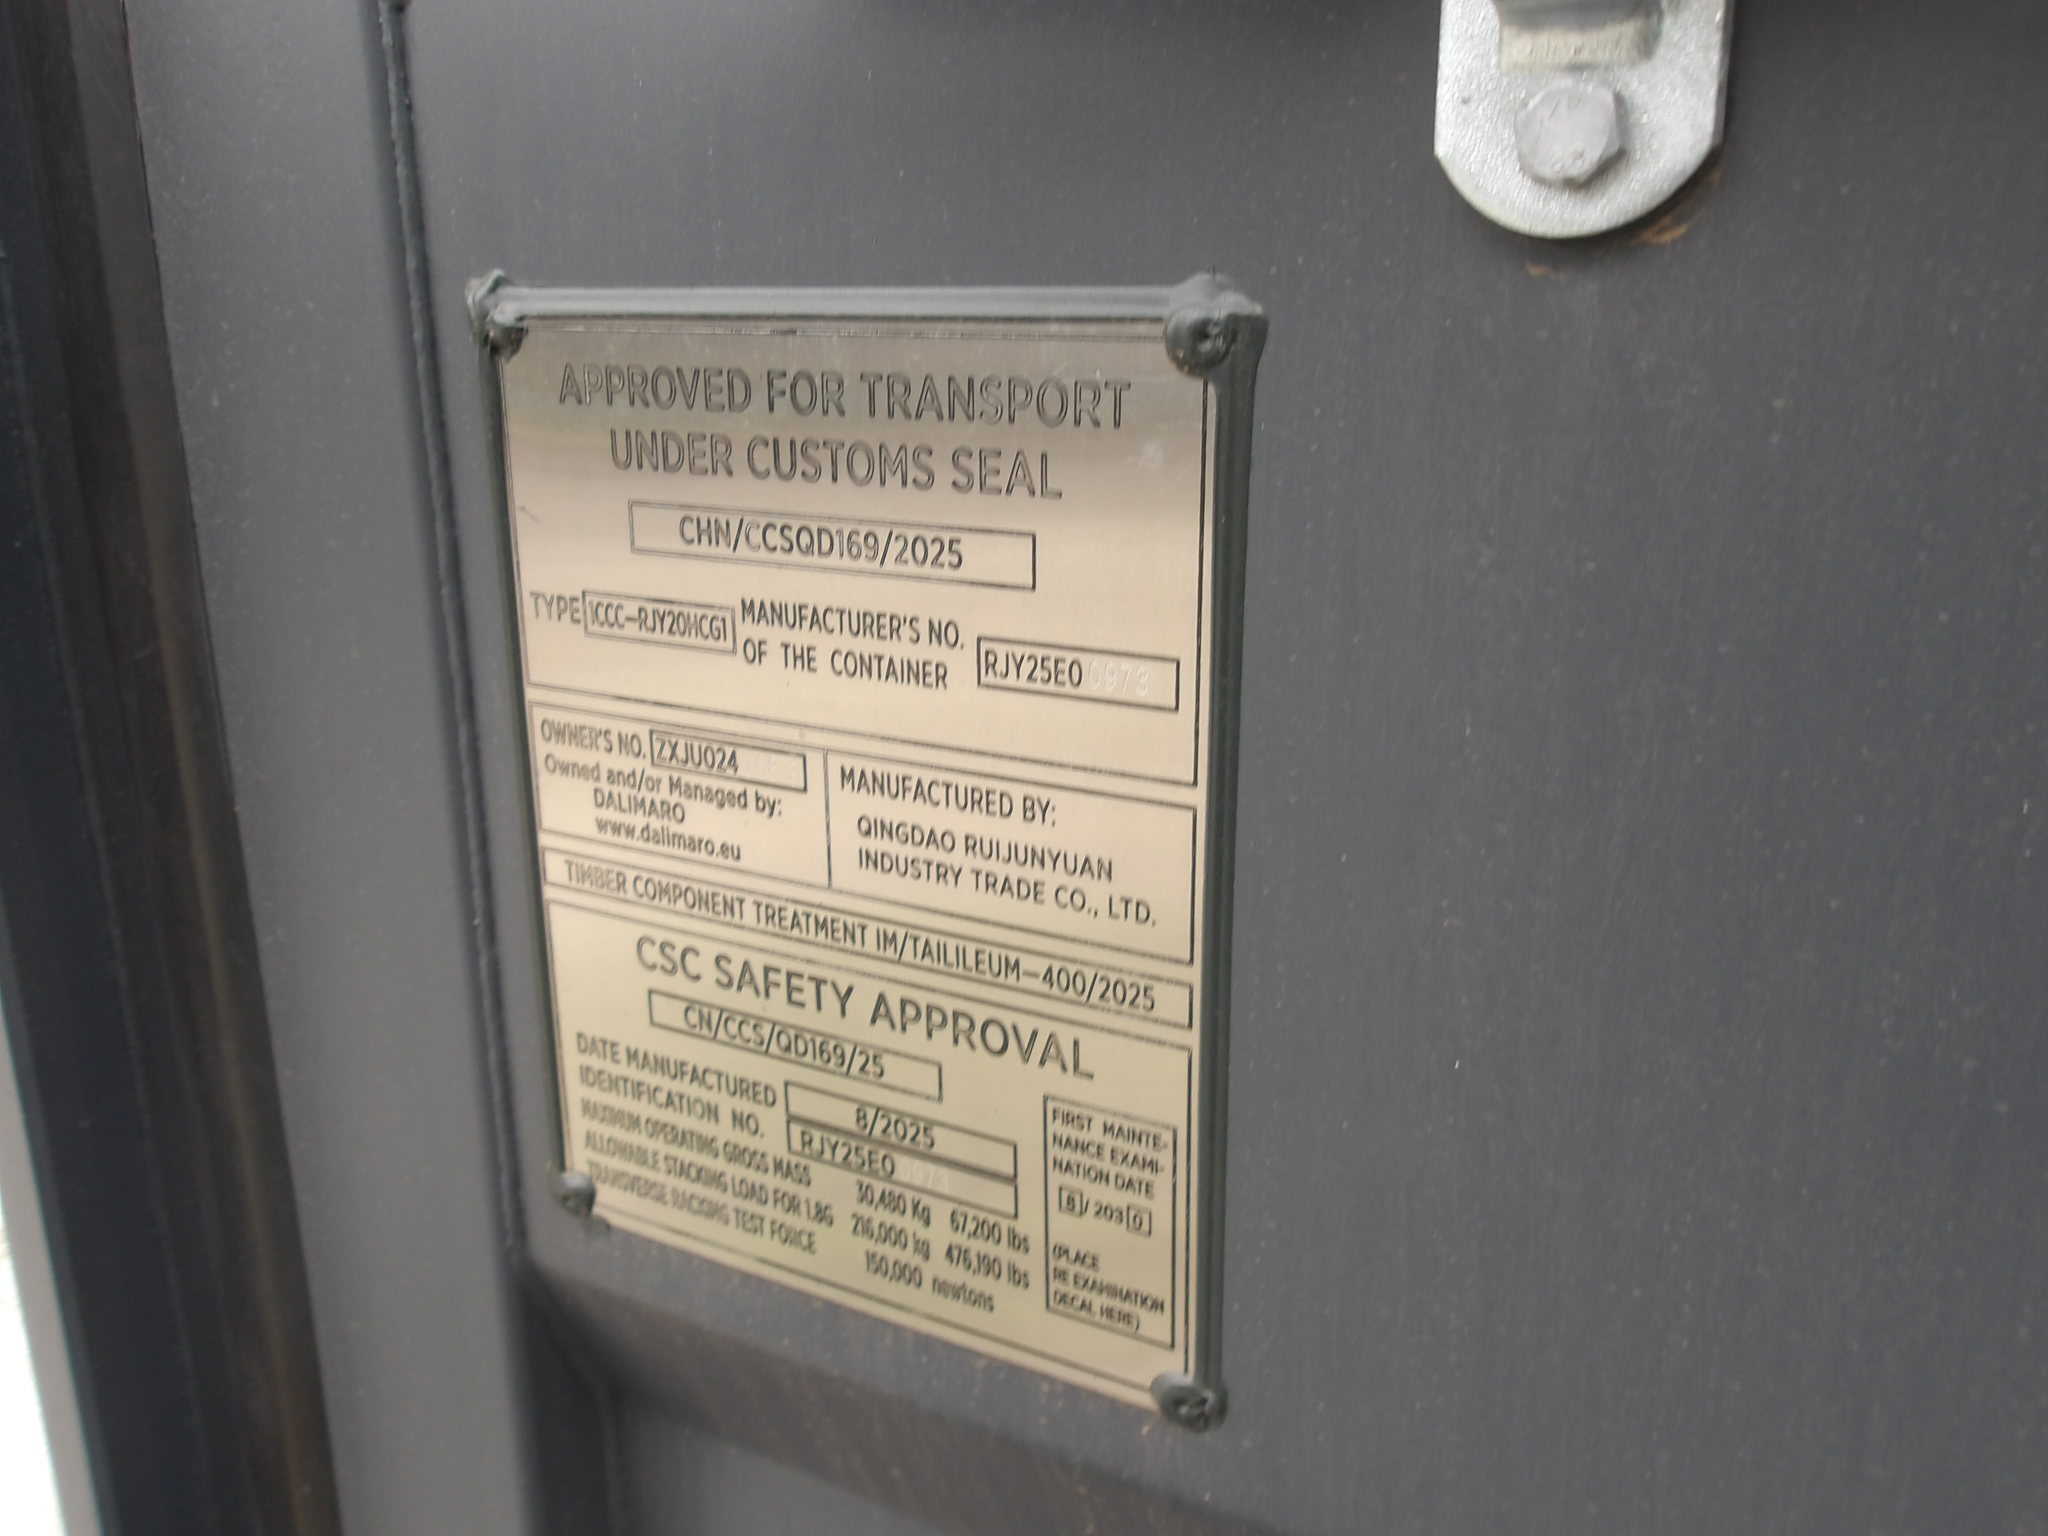 APPROVED FOR TRANSPORT
UNDER CUSTOMS SEAL
CHN/CCSQD169/2025
TYPE 1CCC-RJY20HCG1 MANUFACTURER'S NO.
OF THE CONTAINER RJY25E00973
OWNER'S NO. ZXJU024
Owned and/or Managed by:
DALIMARO
www.dalimaro.eu
MANUFACTURED BY:
QINGDAO RUIJUNYUAN
INDUSTRY TRADE CO., LTD.
TIMBER COMPONENT TREATMENT IM/TAILILEUM-400/2025
CSC SAFETY APPROVAL
CN/CCS/QD169/25
DATE MANUFACTURED 8/2025
IDENTIFICATION NO. RJY25E00973
MAXIMUM OPERATING GROSS MASS 30,480 Kg 67,200 lbs
ALLOWABLE STACKING LOAD FOR 1.8G 216,000 kg 476,190 lbs
TRANSVERSE RACKING TEST FORCE 150,000 newtons
FIRST MAINTE-
NANCE EXAMI-
NATION DATE
8/2030
(PLACE
RE EXAMINATION
DECAL HERE)